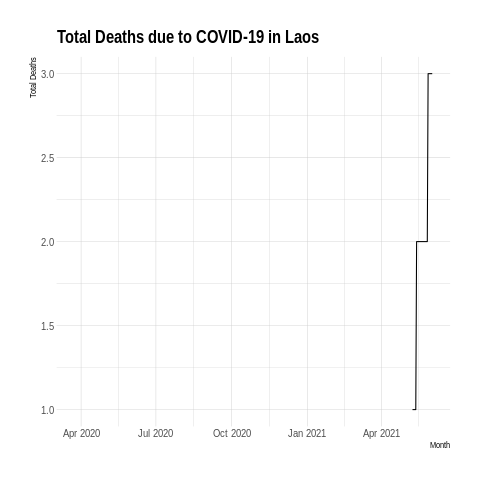 Total Deaths due to COVID-19 in Laos
Total Deaths
3.0
2.5
2.0
1.5
1.0
Apr 2020 Jul 2020 Oct 2020 Jan 2021 Apr 2021
Month